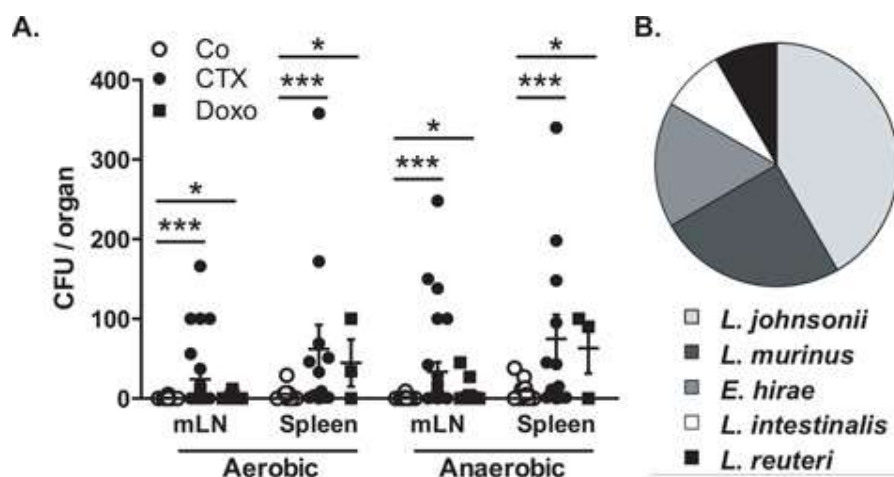 A.
Co
CTX
Doxo
CFU / organ
400
300
200
100
0
*
***
*
***
*
***
*
***
mLN
Spleen
mLN
Spleen
Aerobic
Anaerobic
B.
L. johnsonii
L. murinus
E. hirae
L. intestinalis
L. reuteri